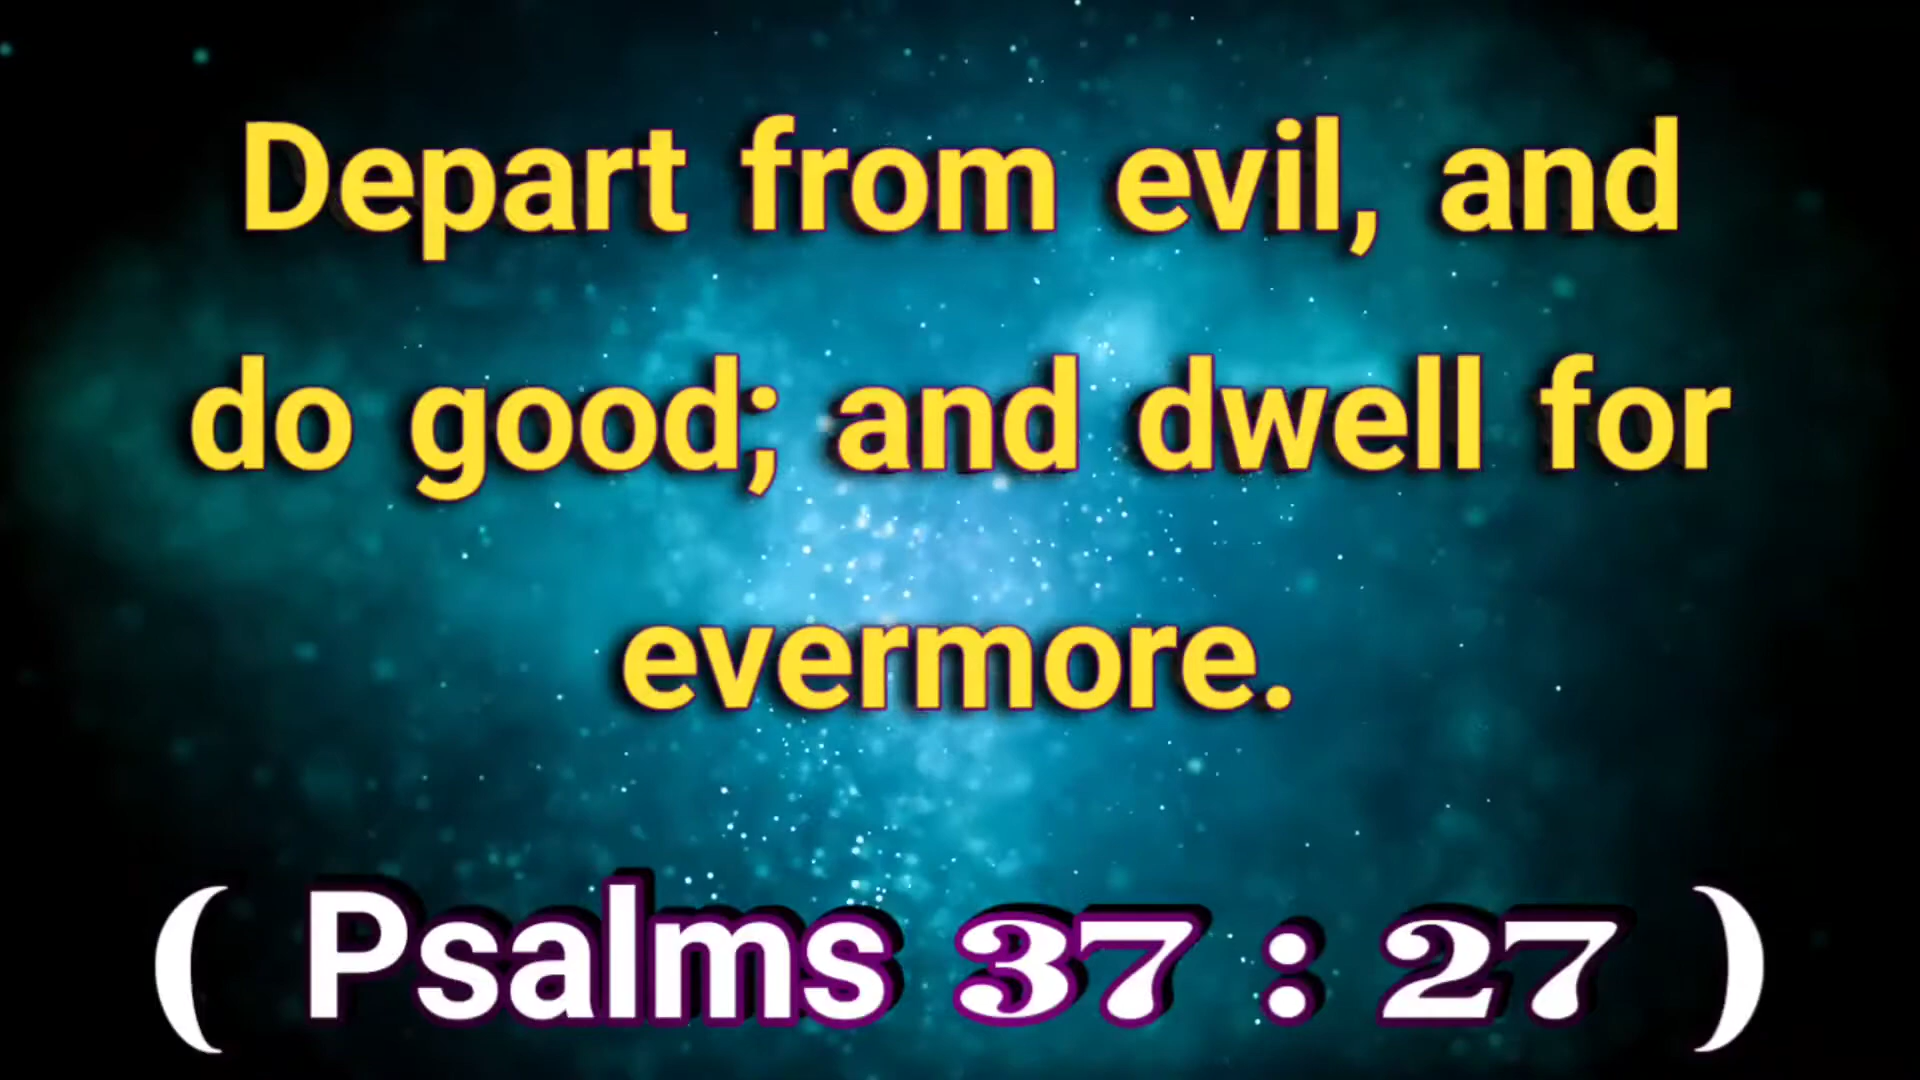 Depart from evil, and
do good; and dwell for
evermore.
( Psalms 37 : 27 )